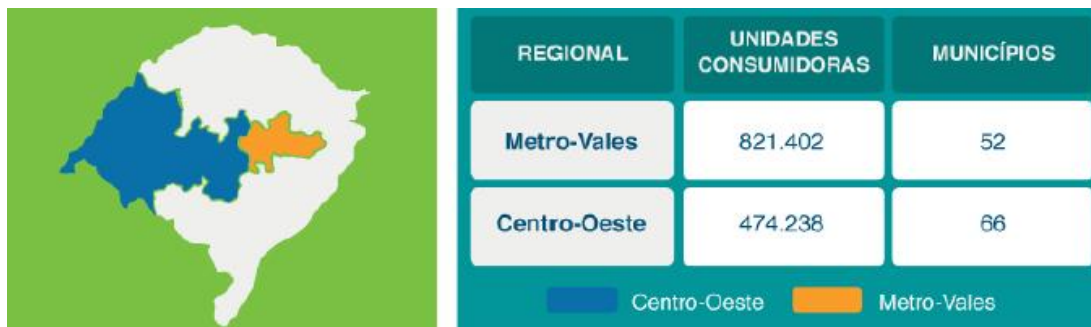 REGIONAL
UNIDADES
CONSUMIDORAS
MUNICÍPIOS
Metro-Vales
821.402
52
Centro-Oeste
474.238
66
Centro-Oeste
Metro-Vales